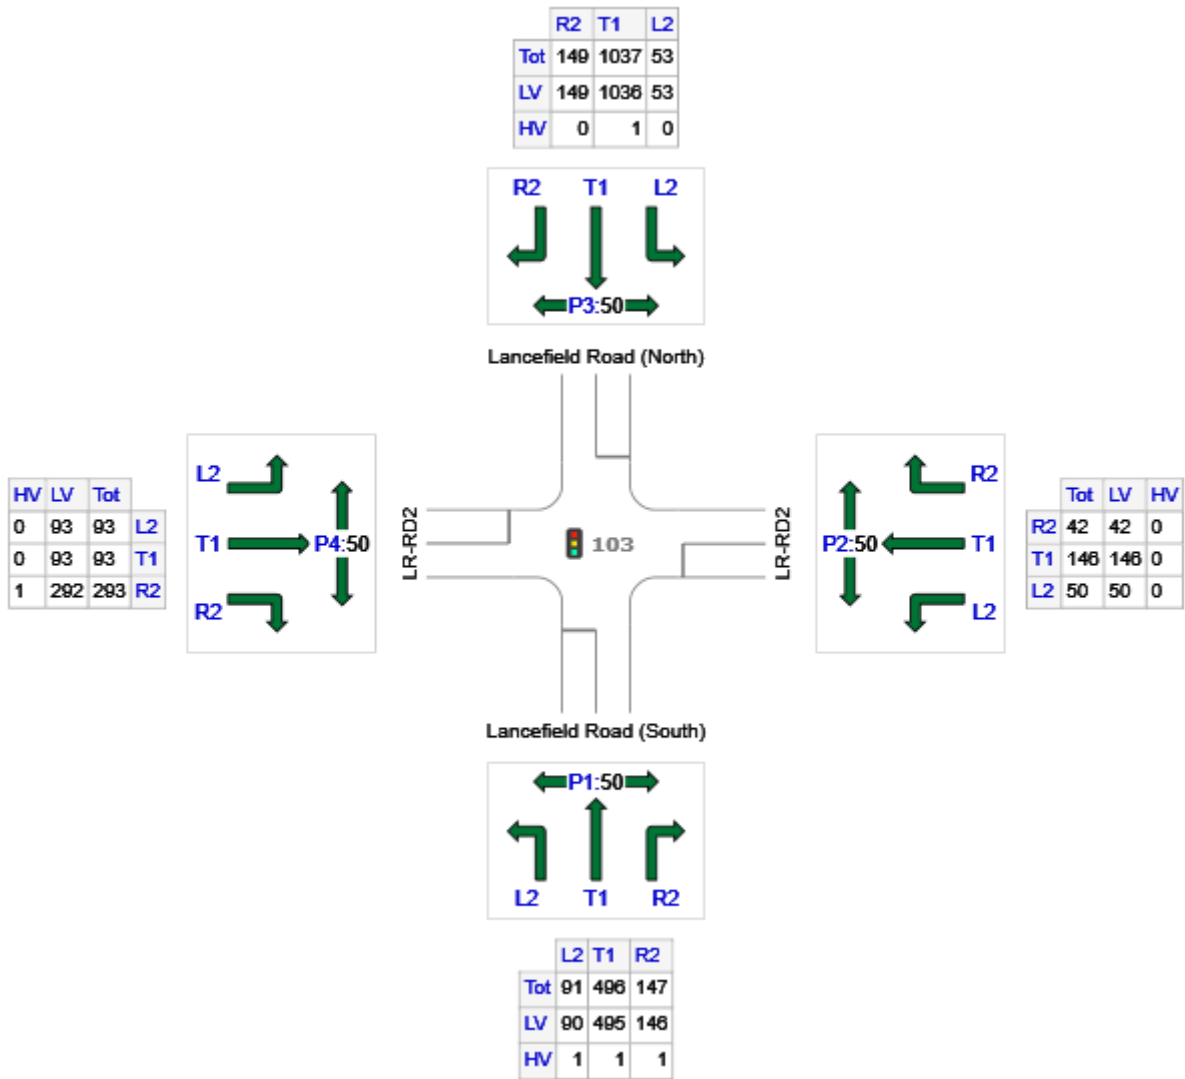 R2 T1 L2
Tot 149 1037 53
LV 149 1036 53
HV 0 1 0
R2 T1 L2
P3:50
Lancefield Road (North)
HV LV Tot
0 93 93 L2
0 93 93 T1
1 292 293 R2
L2
T1
R2
P4:50
LR-RD2
103
LR-RD2
P2:50
R2
T1
L2
Tot LV HV
R2 42 42 0
T1 146 146 0
L2 50 50 0
Lancefield Road (South)
P1:50
L2 T1 R2
L2 T1 R2
Tot 91 496 147
LV 90 495 146
HV 1 1 1